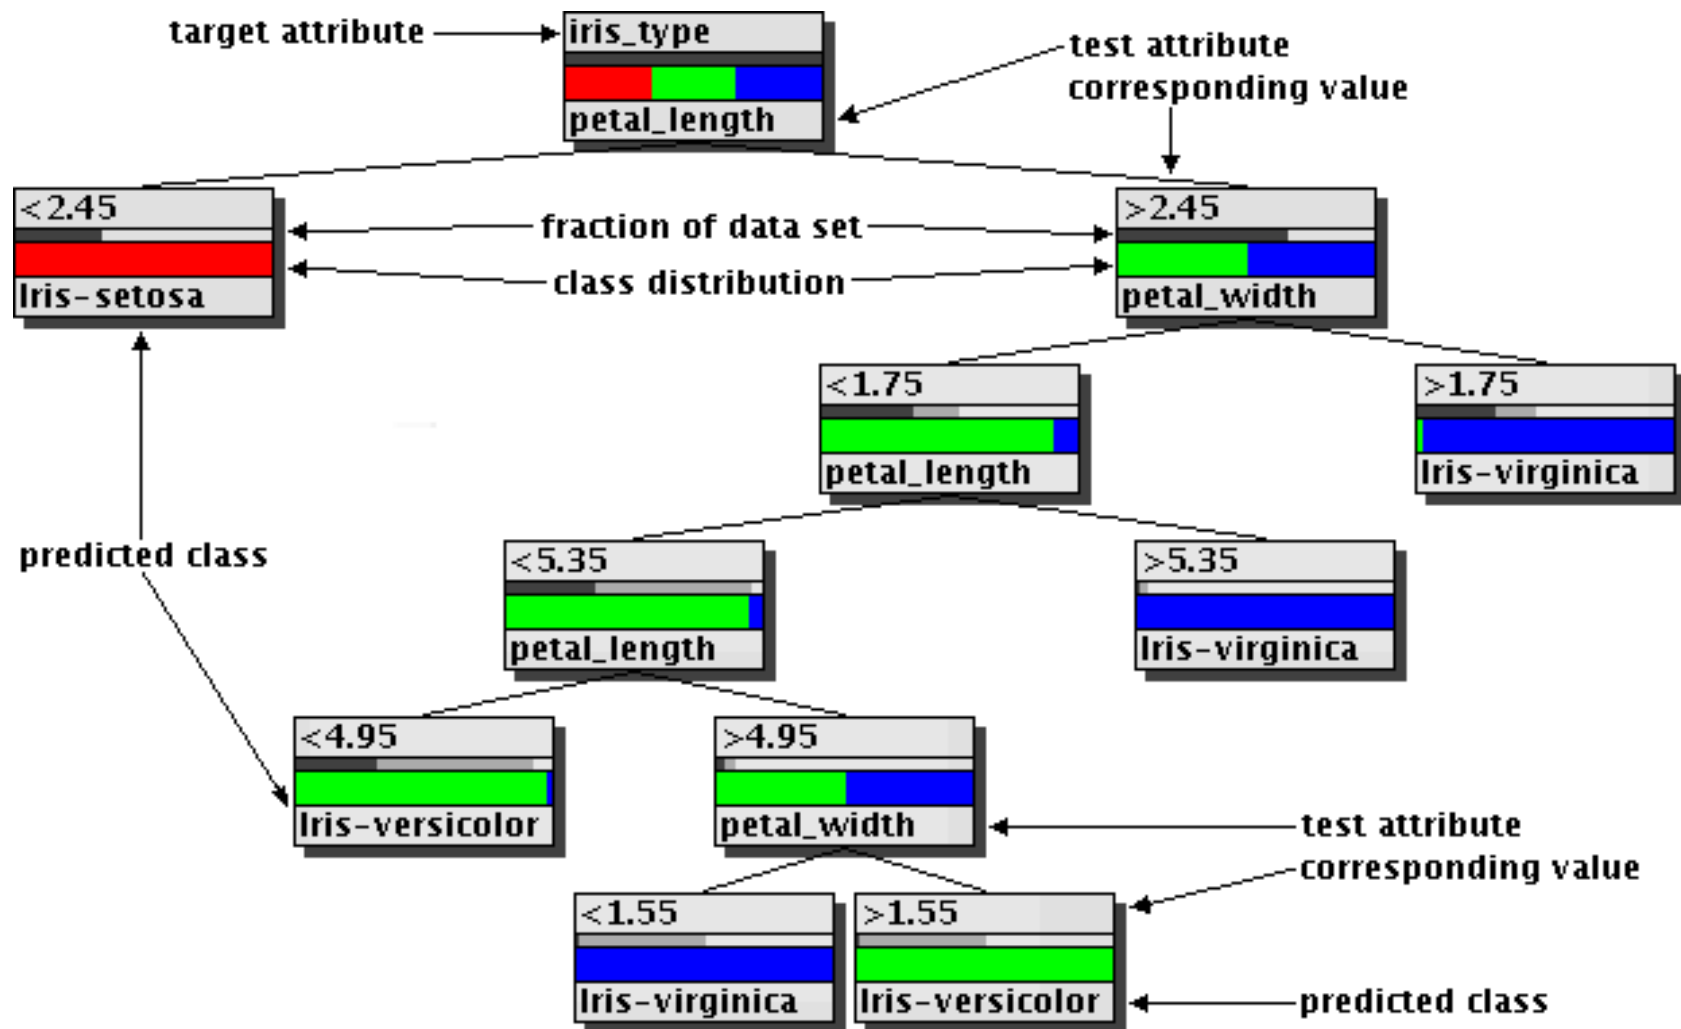 target attribute
iris_type
petal_length
test attribute
corresponding value
<2.45
Iris-setosa
fraction of data set
class distribution
>2.45
petal_width
<1.75
petal_length
>1.75
Iris-virginica
predicted class
<5.35
petal_length
>5.35
Iris-virginica
<4.95
Iris-versicolor
>4.95
petal_width
test attribute
corresponding value
<1.55
Iris-virginica
>1.55
Iris-versicolor
predicted class